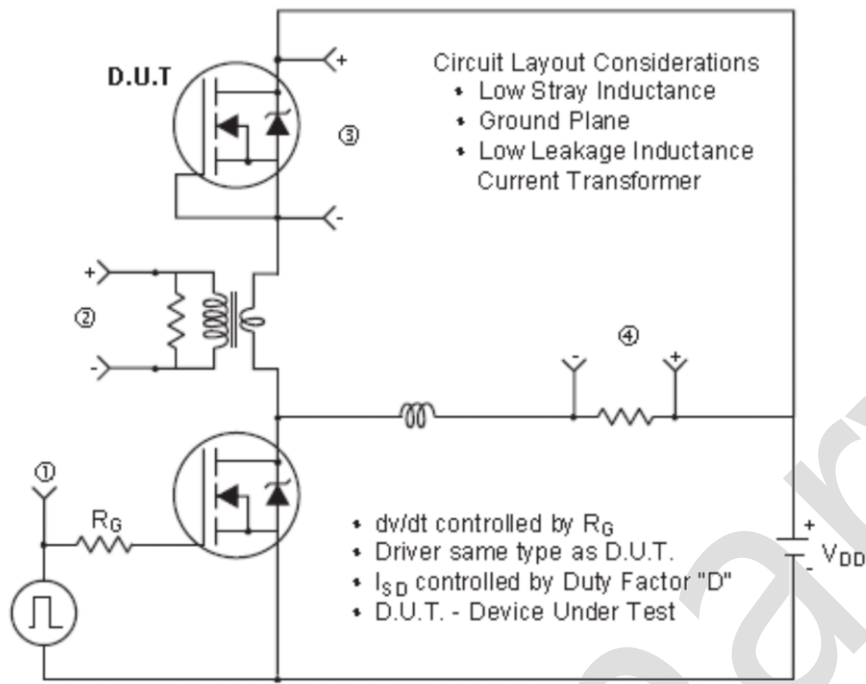 D.U.T
+
③
-
Circuit Layout Considerations
• Low Stray Inductance
• Ground Plane
• Low Leakage Inductance
Current Transformer
+
②
-
-
④
+
①
RG
• dv/dt controlled by RG
• Driver same type as D.U.T.
• ISD controlled by Duty Factor "D"
• D.U.T. - Device Under Test
+
VDD
-